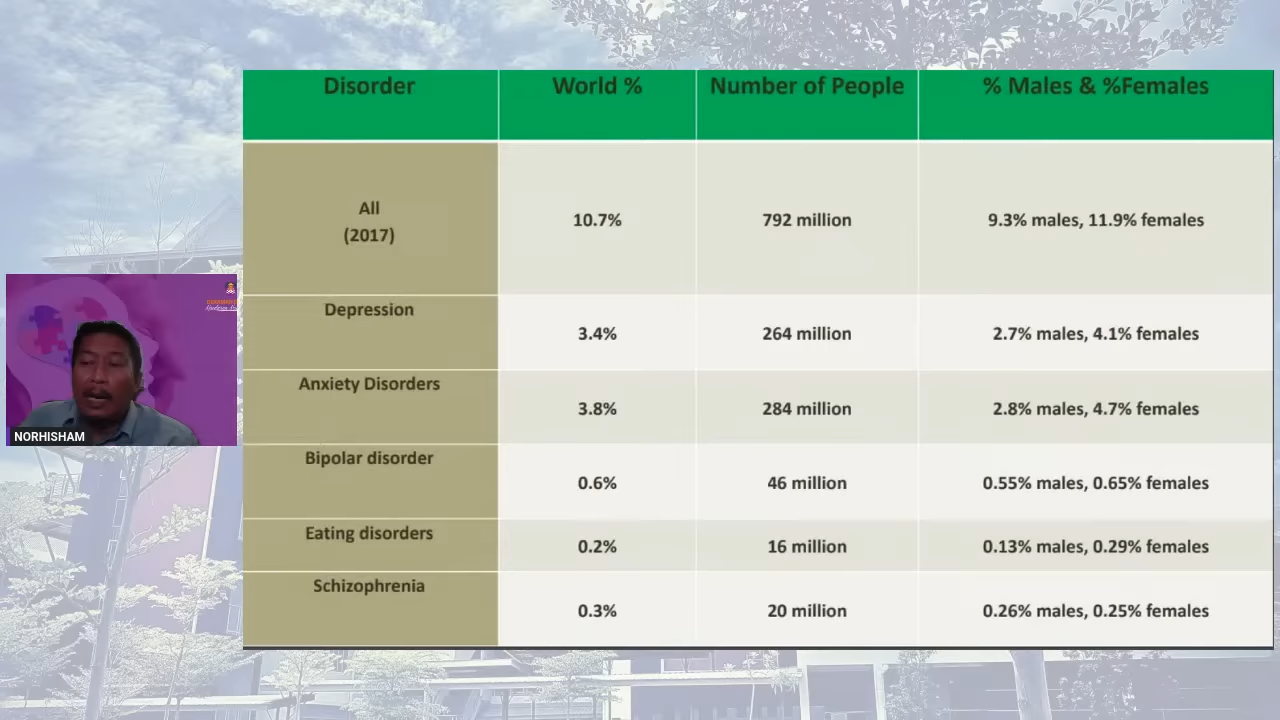 Disorder World % Number of People % Males & %Females
All
(2017)
10.7% 792 million 9.3% males, 11.9% females
Depression
3.4% 264 million 2.7% males, 4.1% females
Anxiety Disorders
3.8% 284 million 2.8% males, 4.7% females
Bipolar disorder
0.6% 46 million 0.55% males, 0.65% females
Eating disorders
0.2% 16 million 0.13% males, 0.29% females
Schizophrenia
0.3% 20 million 0.26% males, 0.25% females
NORHISHAM